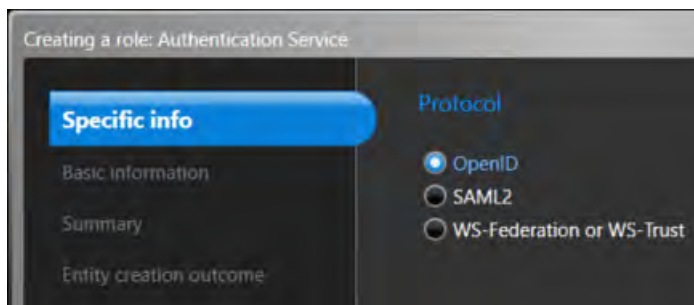 Creating a role: Authentication Service
Specific info
Basic information
Summary
Entity creation outcome
Protocol
OpenID
SAML2
WS-Federation or WS-Trust